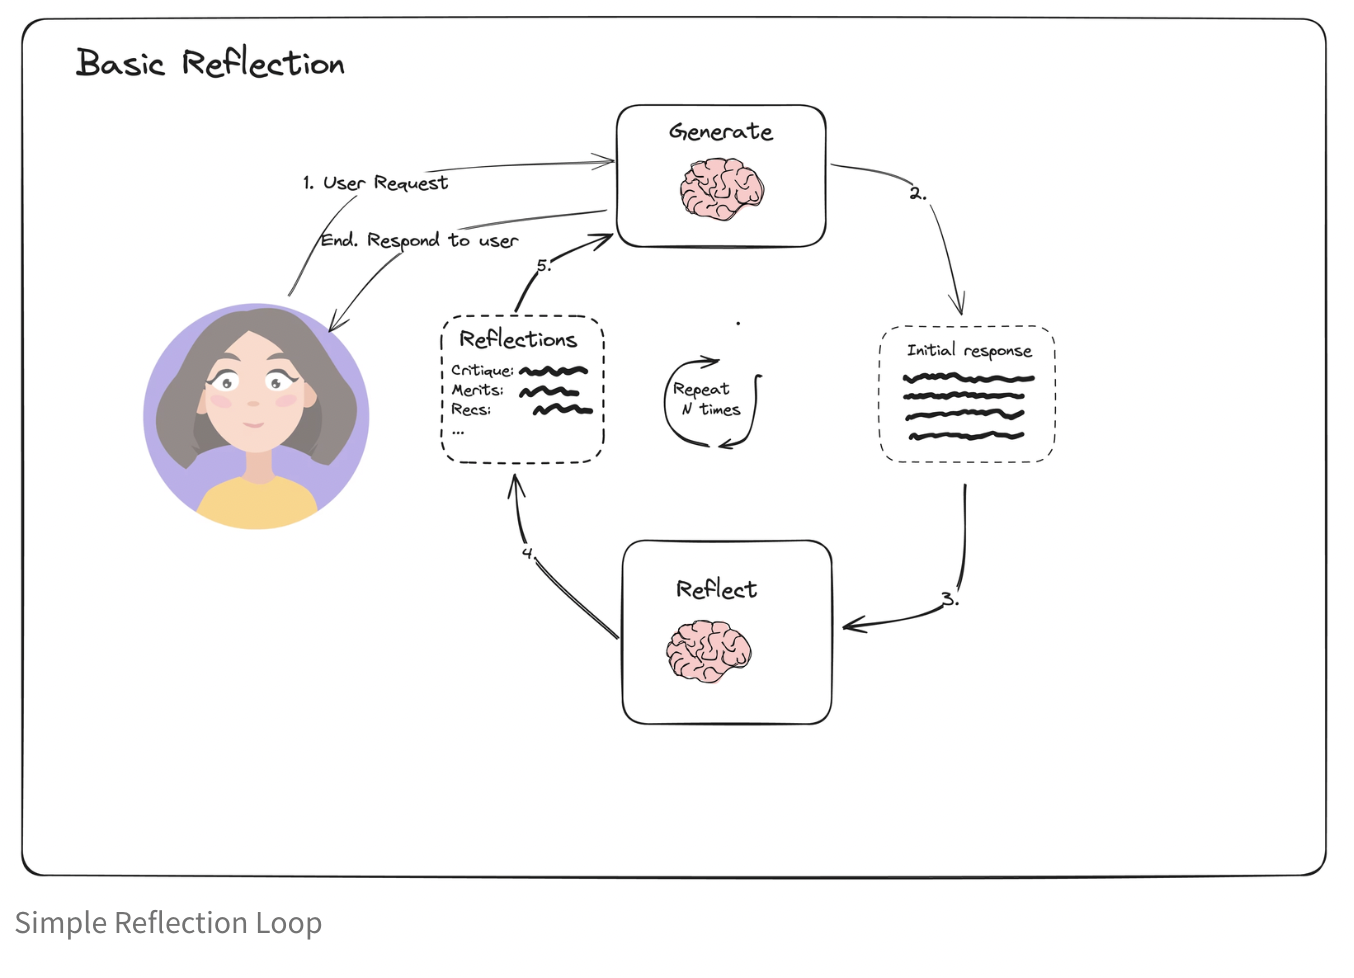 Basic Reflection
Generate
1. User Request
2.
End. Respond to user
5.
Reflections
Critique:
Merits:
Recs:
...
Repeat
N times
Initial response
4.
Reflect
3.
Simple Reflection Loop